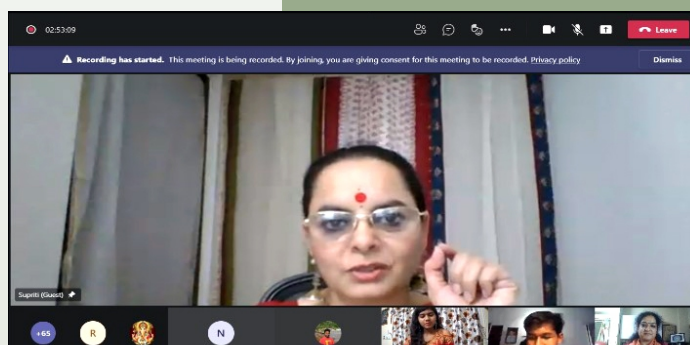 02:53:09
Leave
Recording has started. This meeting is being recorded. By joining, you are giving consent for this meeting to be recorded. Privacy policy
Dismiss
Supriti (Guest)
+65
R
N